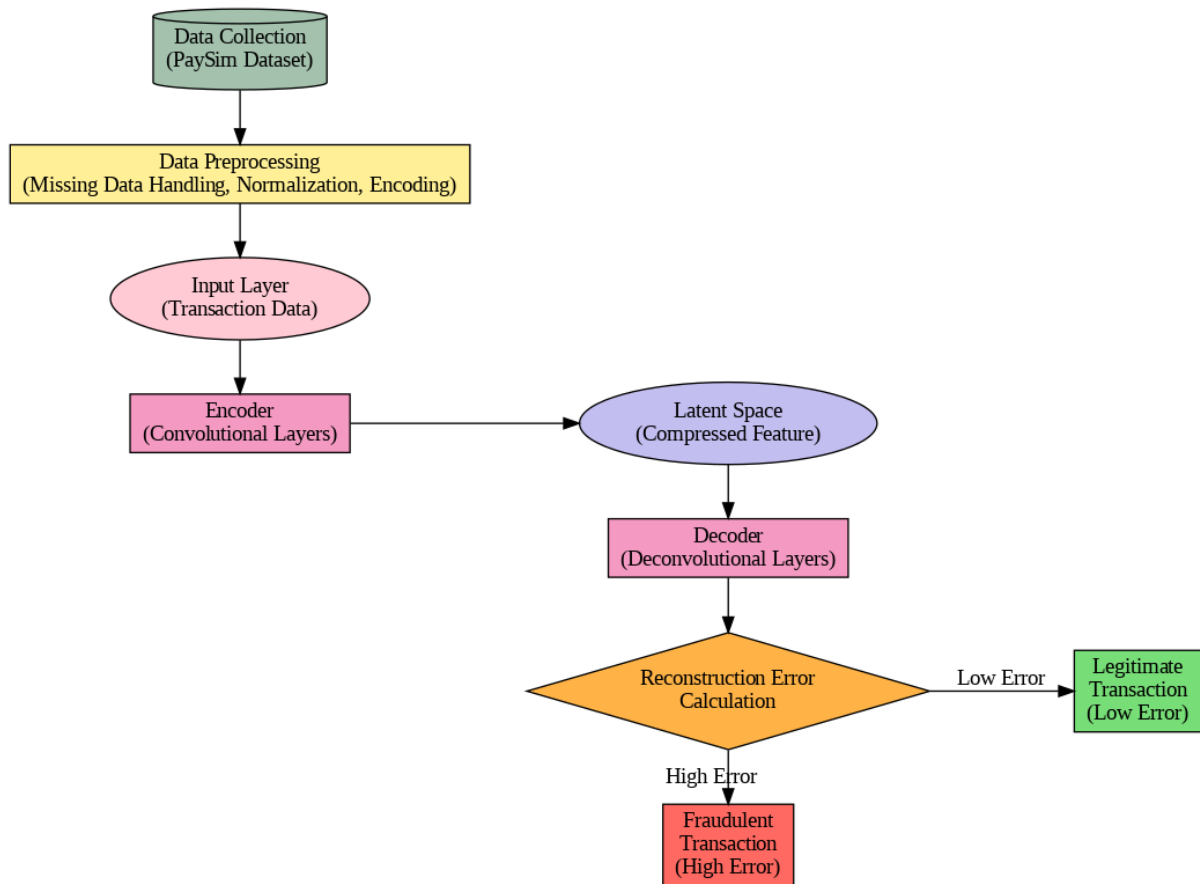 Data Collection
(PaySim Dataset)
Data Preprocessing
(Missing Data Handling, Normalization, Encoding)
Input Layer
(Transaction Data)
Encoder
(Convolutional Layers)
Latent Space
(Compressed Feature)
Decoder
(Deconvolutional Layers)
Reconstruction Error
Calculation
Low Error
Legitimate
Transaction
(Low Error)
High Error
Fraudulent
Transaction
(High Error)